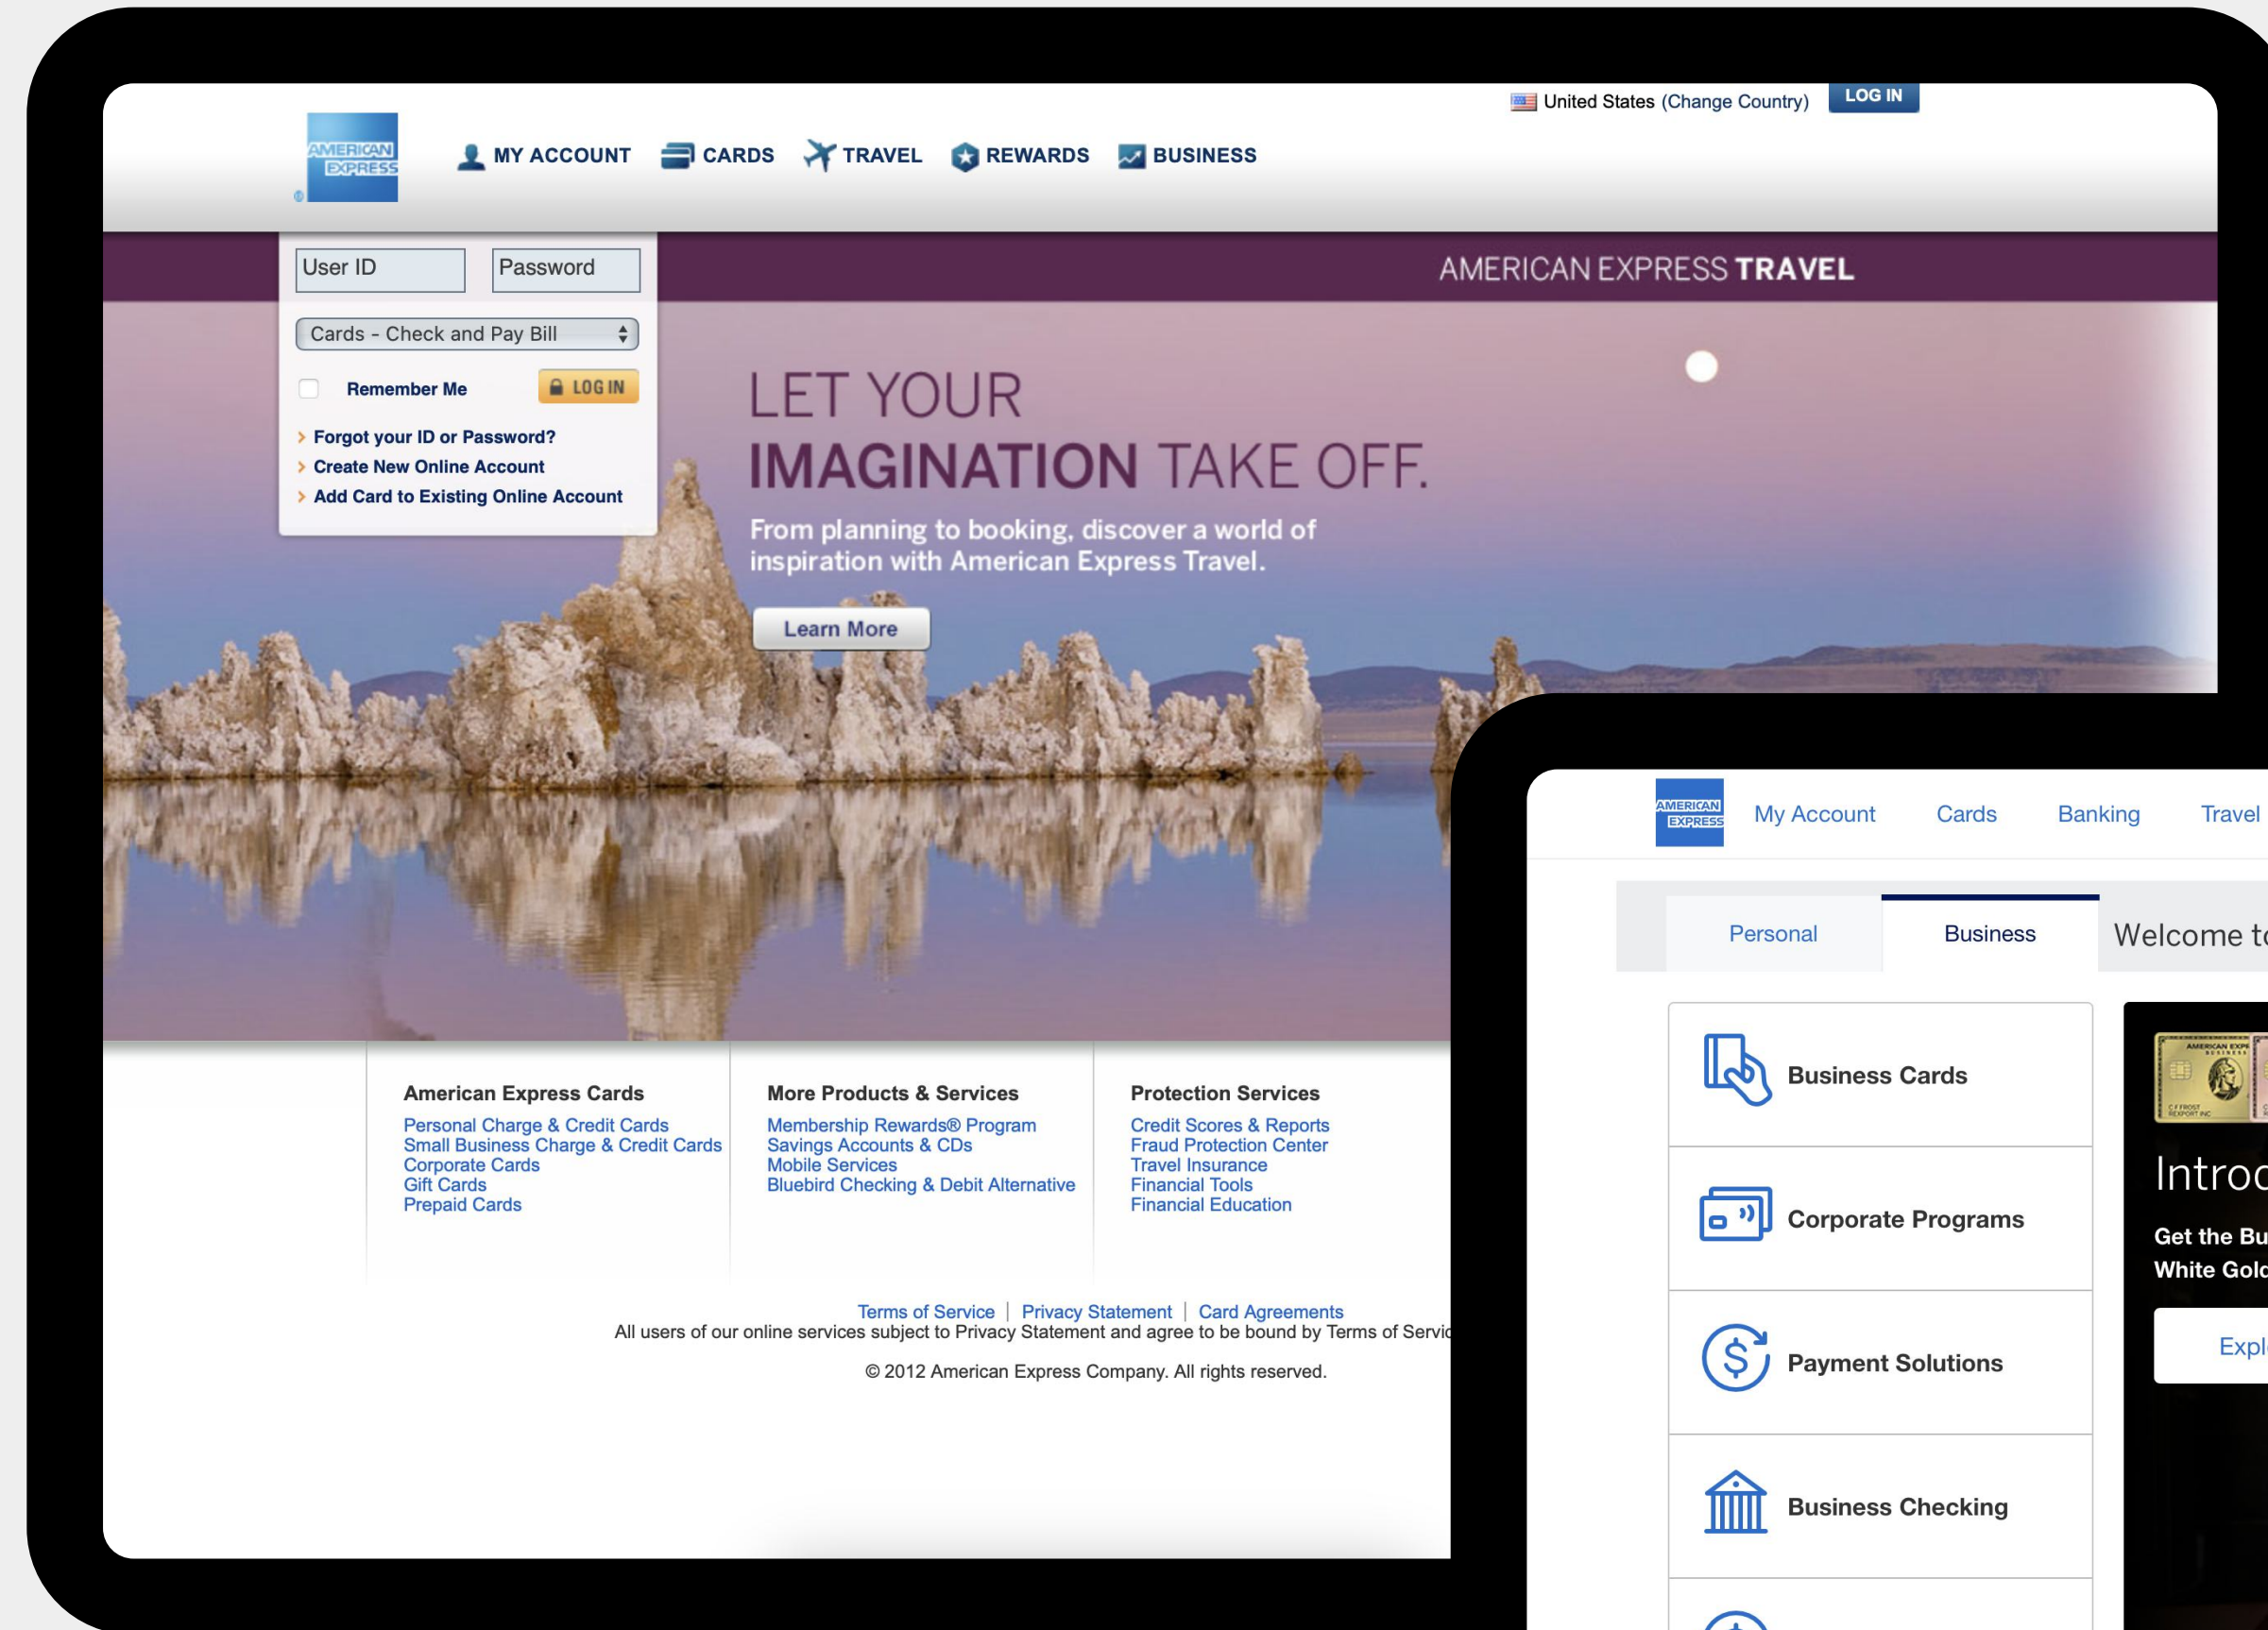 United States (Change Country) LOG IN
AMERICAN
EXPRESS
®
MY ACCOUNT CARDS TRAVEL REWARDS BUSINESS
User ID Password
AMERICAN EXPRESS TRAVEL
Cards - Check and Pay Bill
Remember Me LOG IN
Forgot your ID or Password?
Create New Online Account
Add Card to Existing Online Account
LET YOUR
IMAGINATION TAKE OFF.
From planning to booking, discover a world of
inspiration with American Express Travel.
Learn More
American Express Cards
Personal Charge & Credit Cards
Small Business Charge & Credit Cards
Corporate Cards
Gift Cards
Prepaid Cards
More Products & Services
Membership Rewards® Program
Savings Accounts & CDs
Mobile Services
Bluebird Checking & Debit Alternative
Protection Services
Credit Scores & Reports
Fraud Protection Center
Travel Insurance
Financial Tools
Financial Education
Terms of Service | Privacy Statement | Card Agreements
All users of our online services subject to Privacy Statement and agree to be bound by Terms of Servic
© 2012 American Express Company. All rights reserved.
AMERICAN
EXPRESS
My Account Cards Banking Travel
Personal Business Welcome to
Business Cards
Corporate Programs
Payment Solutions
Business Checking
AMERICAN EXPR
BUSINESS
C F FROST
Introd
Get the Bu
White Gold
Expl